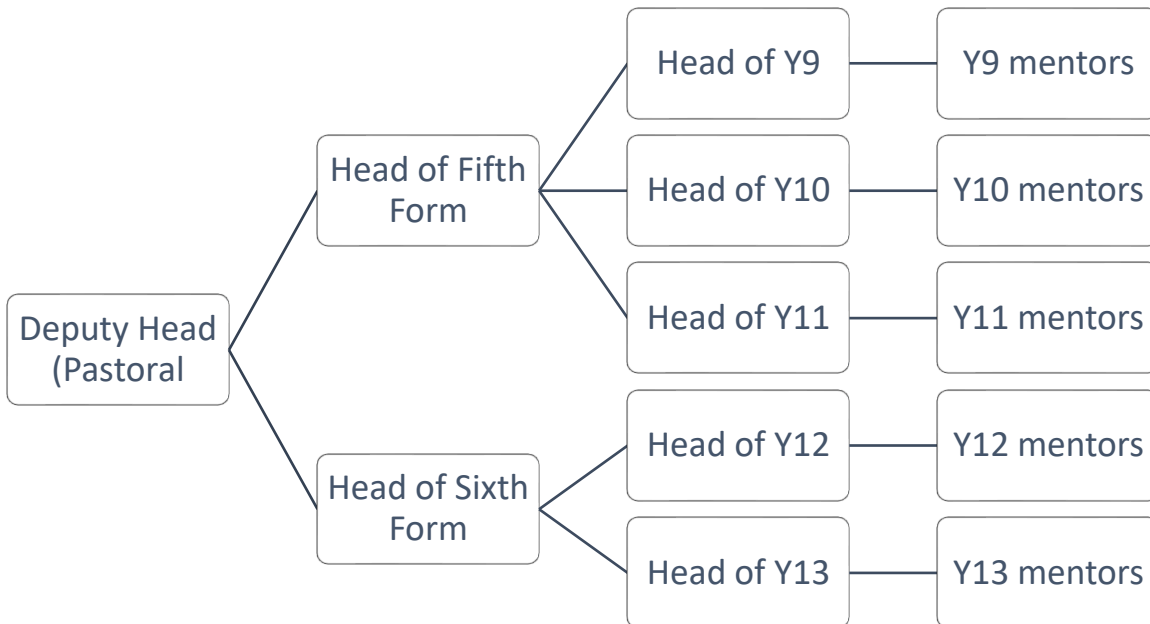 Head of Y9
Y9 mentors
Head of Fifth
Form
Head of Y10
Y10 mentors
Head of Y11
Y11 mentors
Deputy Head
(Pastoral
Head of Y12
Y12 mentors
Head of Sixth
Form
Head of Y13
Y13 mentors